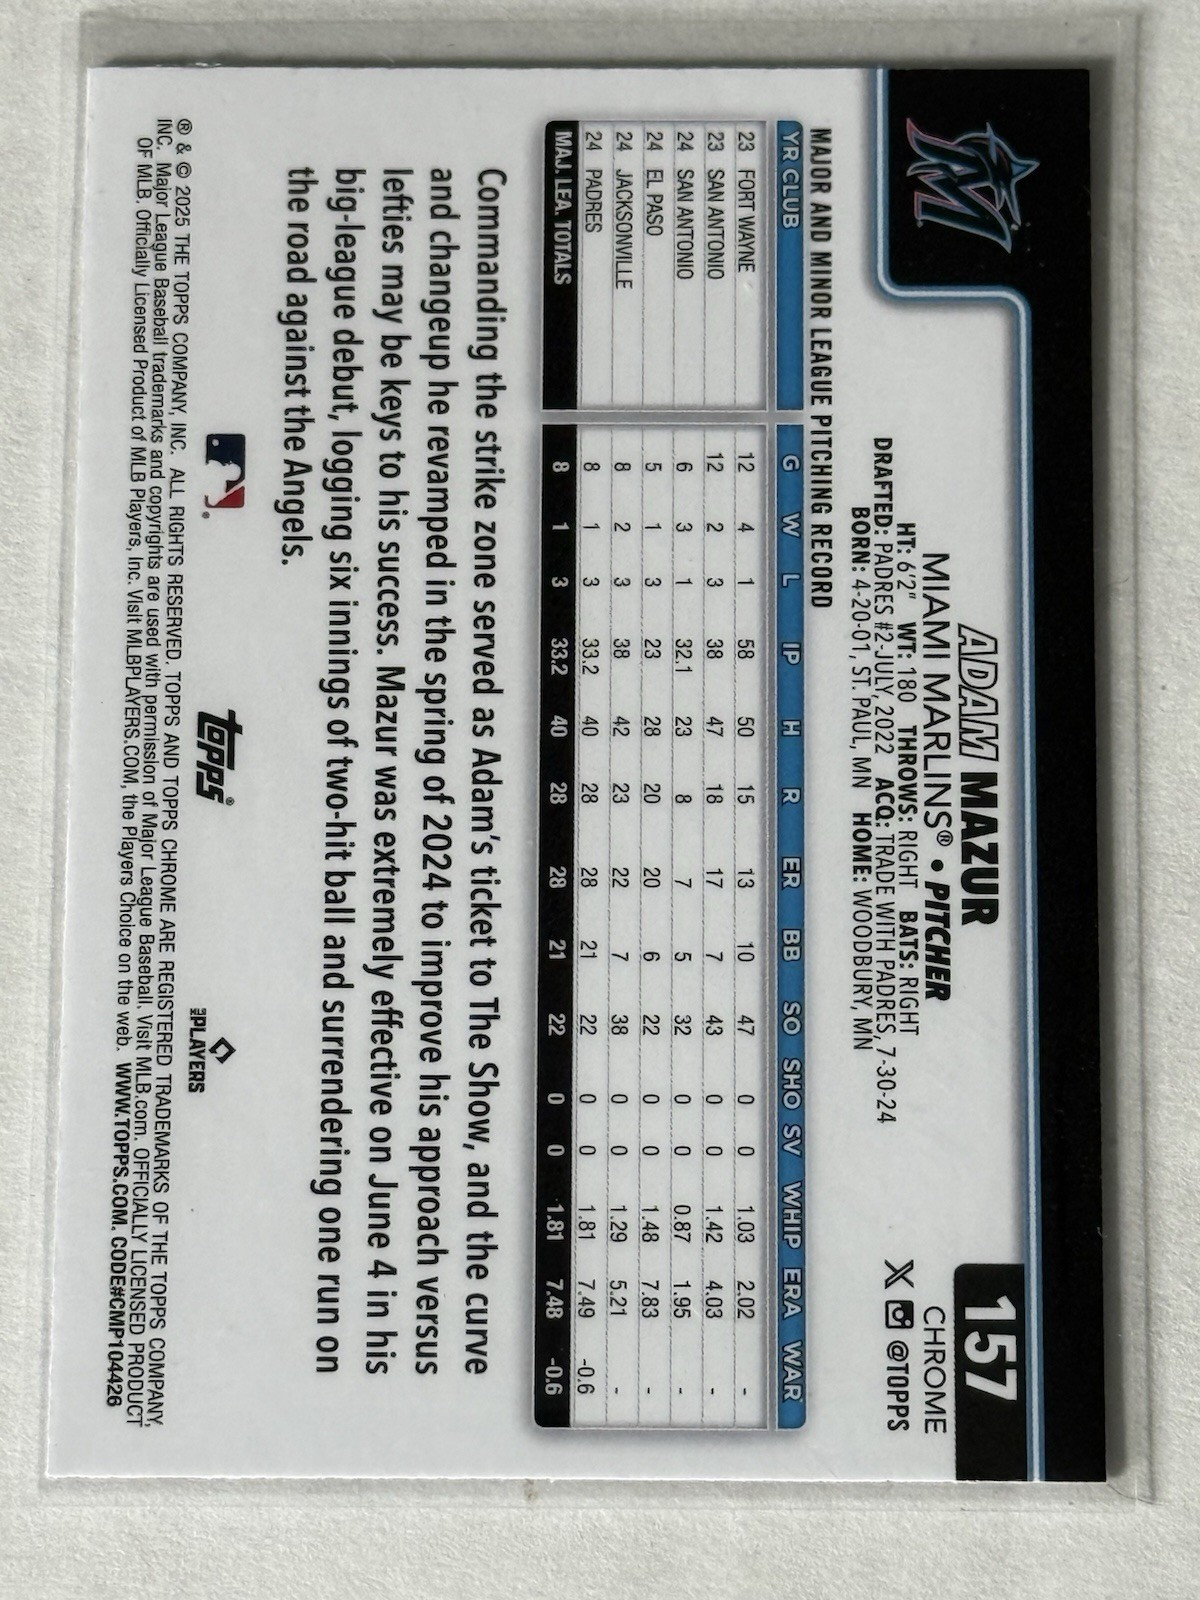 157
CHROME
@TOPPS
ADAM MAZUR
MIAMI MARLINS® • PITCHER
HT: 6'2" WT: 180 THROWS: RIGHT BATS: RIGHT
DRAFTED: PADRES #2-JULY, 2022 ACQ: TRADE WITH PADRES, 7-30-24
BORN: 4-20-01, ST. PAUL, MN HOME: WOODBURY, MN
MAJOR AND MINOR LEAGUE PITCHING RECORD
YR CLUB G W L IP H R ER BB SO SHO SV WHIP ERA WAR
23 FORT WAYNE 12 4 1 58 50 15 13 10 47 0 0 1.03 2.02 -
23 SAN ANTONIO 12 2 3 38 47 18 17 7 43 0 0 1.42 4.03 -
24 SAN ANTONIO 6 3 1 32.1 23 8 7 5 32 0 0 0.87 1.95 -
24 EL PASO 5 1 3 23 28 20 20 6 22 0 0 1.48 7.83 -
24 JACKSONVILLE 8 2 3 38 42 23 22 7 38 0 0 1.29 5.21 -
24 PADRES 8 1 3 33.2 40 28 28 21 22 0 0 1.81 7.49 -0.6
MAJ. LEA. TOTALS 8 1 3 33.2 40 28 28 21 22 0 0 1.81 7.48 -0.6
Commanding the strike zone served as Adam's ticket to The Show, and the curve
and changeup he revamped in the spring of 2024 to improve his approach versus
lefties may be keys to his success. Mazur was extremely effective on June 4 in his
big-league debut, logging six innings of two-hit ball and surrendering one run on
the road against the Angels.
topps®
PLAYERS
® & © 2025 THE TOPPS COMPANY, INC. ALL RIGHTS RESERVED. TOPPS AND TOPPS CHROME ARE REGISTERED TRADEMARKS OF THE TOPPS COMPANY,
INC. Major League Baseball trademarks and copyrights are used with permission of Major League Baseball. Visit MLB.com. OFFICIALLY LICENSED PRODUCT
OF MLB. Officially Licensed Product of MLB Players, Inc. Visit MLBPLAYERS.COM, the Players Choice on the web. WWW.TOPPS.COM. CODE#CMP104426